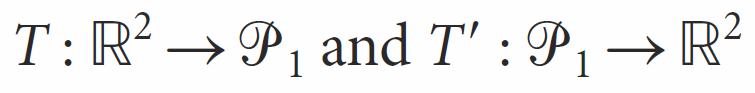 T : ℝ² → 𝒫₁ and T′ : 𝒫₁ → ℝ²